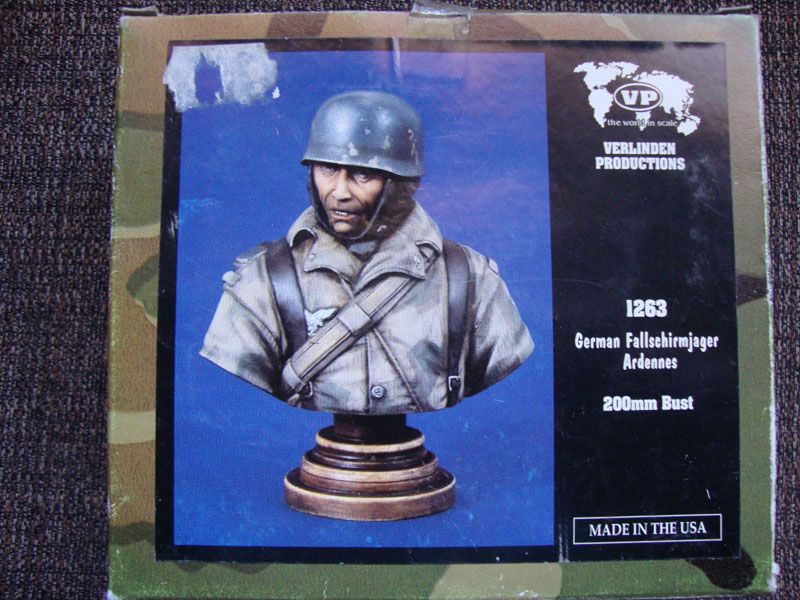 VP
the world in scale
VERLINDEN
PRODUCTIONS
1263
German Fallschirmjager
Ardennes
200mm Bust
MADE IN THE USA